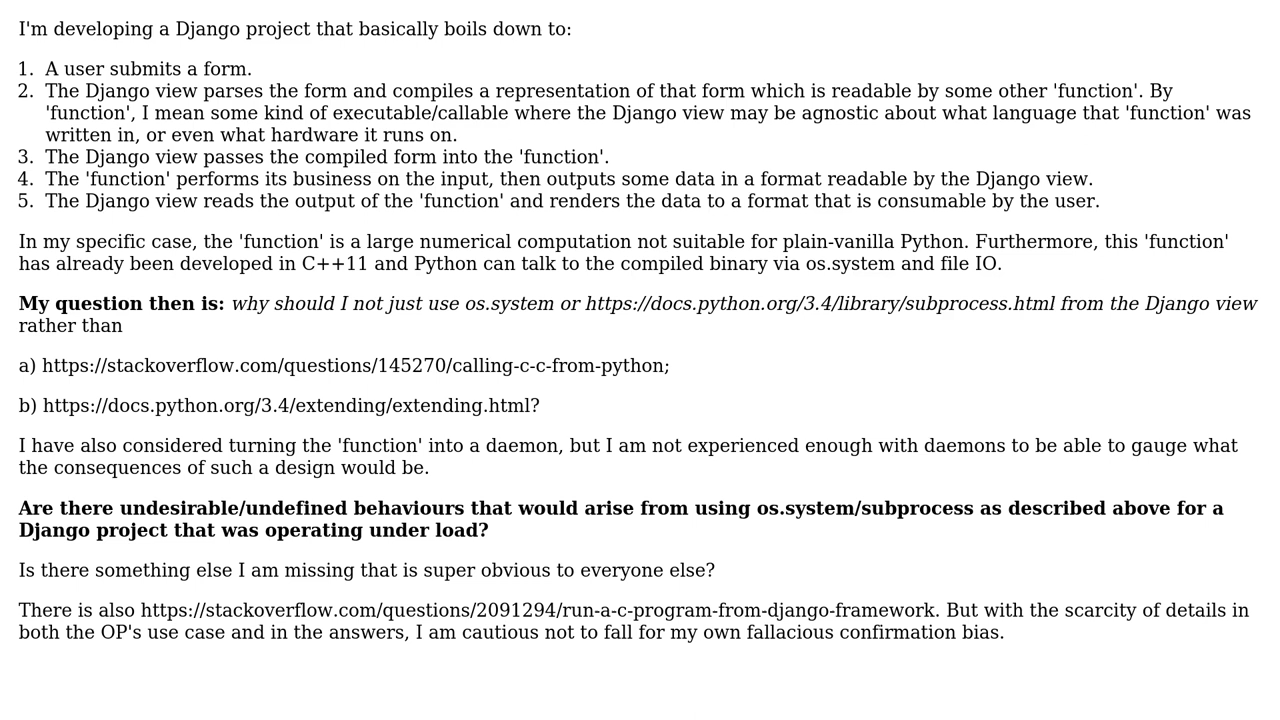 I'm developing a Django project that basically boils down to:
1. A user submits a form.
2. The Django view parses the form and compiles a representation of that form which is readable by some other 'function'. By
'function', I mean some kind of executable/callable where the Django view may be agnostic about what language that 'function' was
written in, or even what hardware it runs on.
3. The Django view passes the compiled form into the 'function'.
4. The 'function' performs its business on the input, then outputs some data in a format readable by the Django view.
5. The Django view reads the output of the 'function' and renders the data to a format that is consumable by the user.
In my specific case, the 'function' is a large numerical computation not suitable for plain-vanilla Python. Furthermore, this 'function'
has already been developed in C++11 and Python can talk to the compiled binary via os.system and file IO.
My question then is: why should I not just use os.system or https://docs.python.org/3.4/library/subprocess.html from the Django view
rather than
a) https://stackoverflow.com/questions/145270/calling-c-c-from-python;
b) https://docs.python.org/3.4/extending/extending.html?
I have also considered turning the 'function' into a daemon, but I am not experienced enough with daemons to be able to gauge what
the consequences of such a design would be.
Are there undesirable/undefined behaviours that would arise from using os.system/subprocess as described above for a
Django project that was operating under load?
Is there something else I am missing that is super obvious to everyone else?
There is also https://stackoverflow.com/questions/2091294/run-a-c-program-from-django-framework. But with the scarcity of details in
both the OP's use case and in the answers, I am cautious not to fall for my own fallacious confirmation bias.